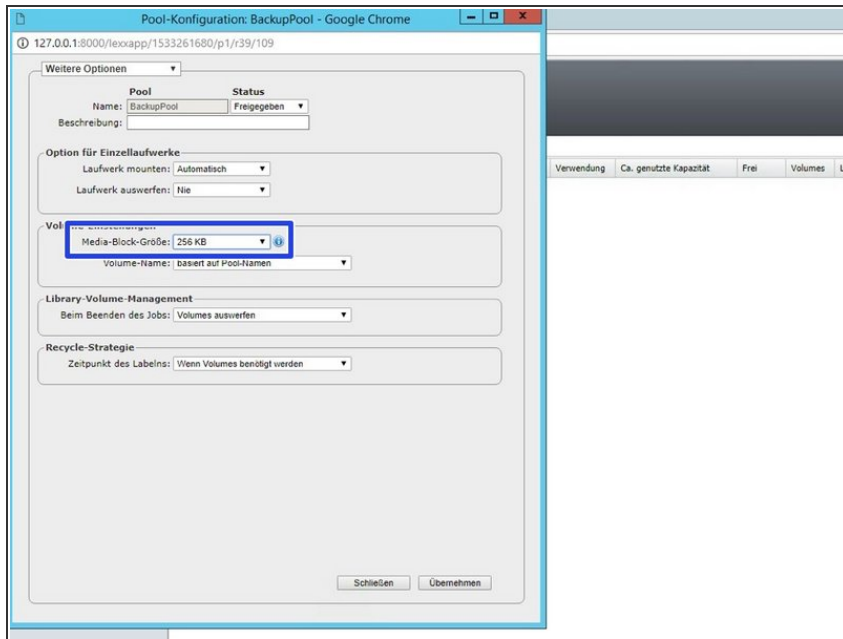 Pool-Konfiguration: BackupPool - Google Chrome
127.0.0.1:8000/lexxapp/1533261680/p1/r39/109
Weitere Optionen
Pool Status
Name: BackupPool Freigegeben
Beschreibung:
Option für Einzellaufwerke
Laufwerk mounten: Automatisch
Laufwerk auswerfen: Nie
Verwendung Ca. genutzte Kapazität Frei Volumes
Media-Block-Größe: 256 KB
Volume-Name: basiert auf Pool-Namen
Library-Volume-Management
Beim Beenden des Jobs: Volumes auswerfen
Recycle-Strategie
Zeitpunkt des Labelns: Wenn Volumes benötigt werden
Schließen Übernehmen